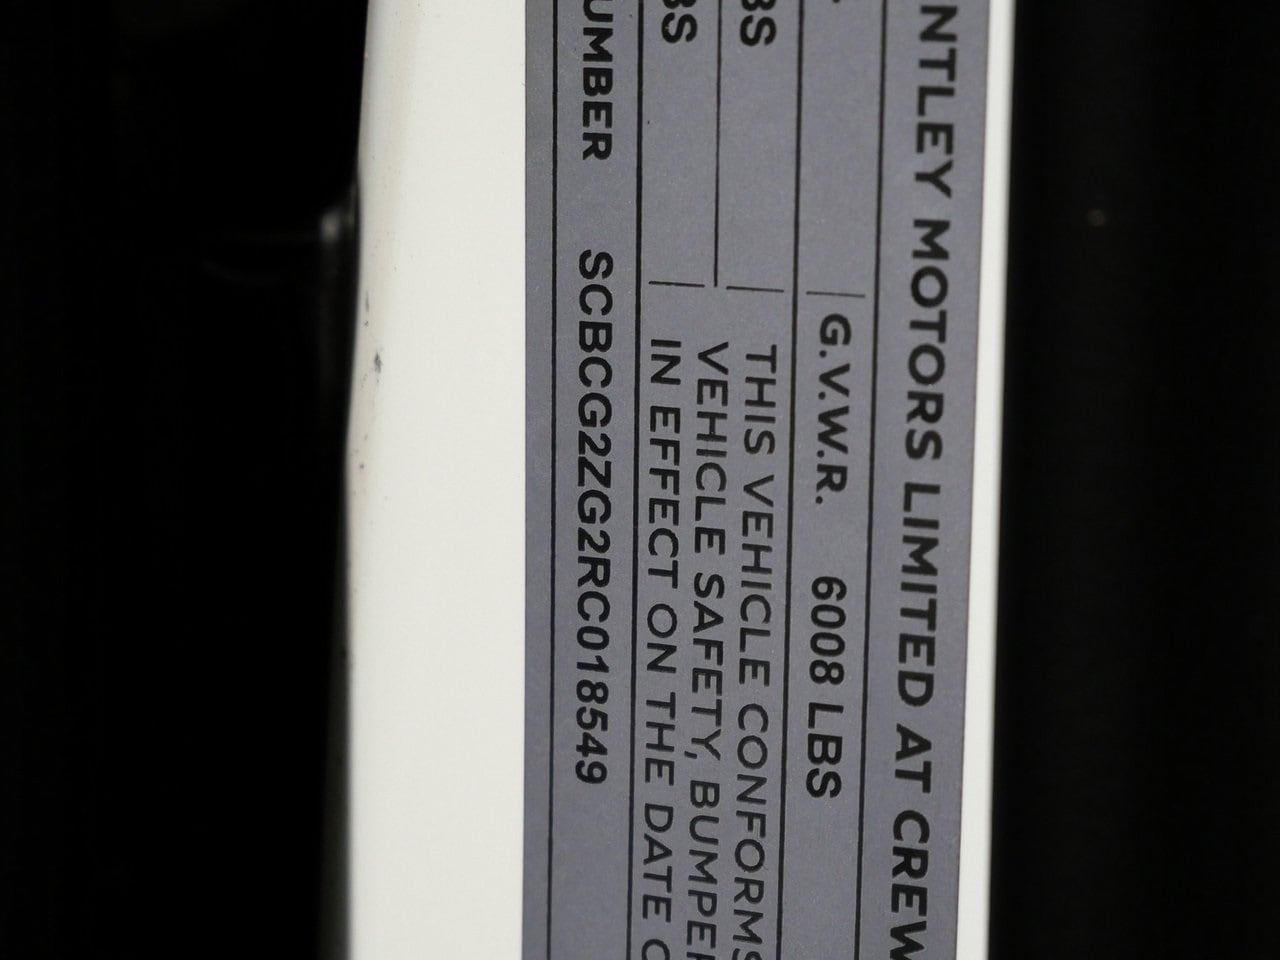 NTLEY MOTORS LIMITED AT CREW
G.V.W.R. 6008 LBS
BS THIS VEHICLE CONFORMS
VEHICLE SAFETY, BUMPER
BS IN EFFECT ON THE DATE O
UMBER SCBCG2ZG2RC018549